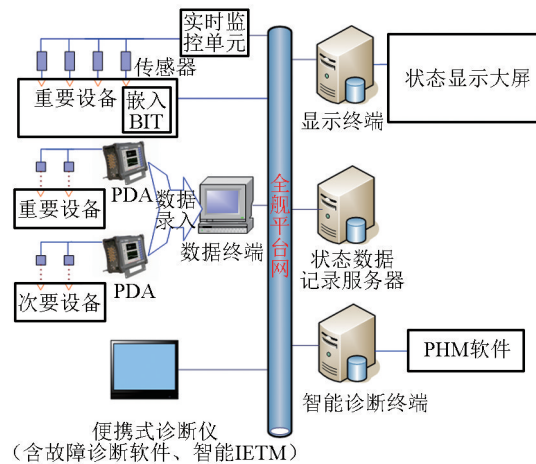 实时监
控单元
传感器
重要设备
嵌入
BIT
显示终端
状态显示大屏
PDA
重要设备
数据
录入
数据终端
全舰平台网
状态数据
记录服务器
PDA
次要设备
智能诊断终端
PHM软件
便携式诊断仪
（含故障诊断软件、智能IETM）